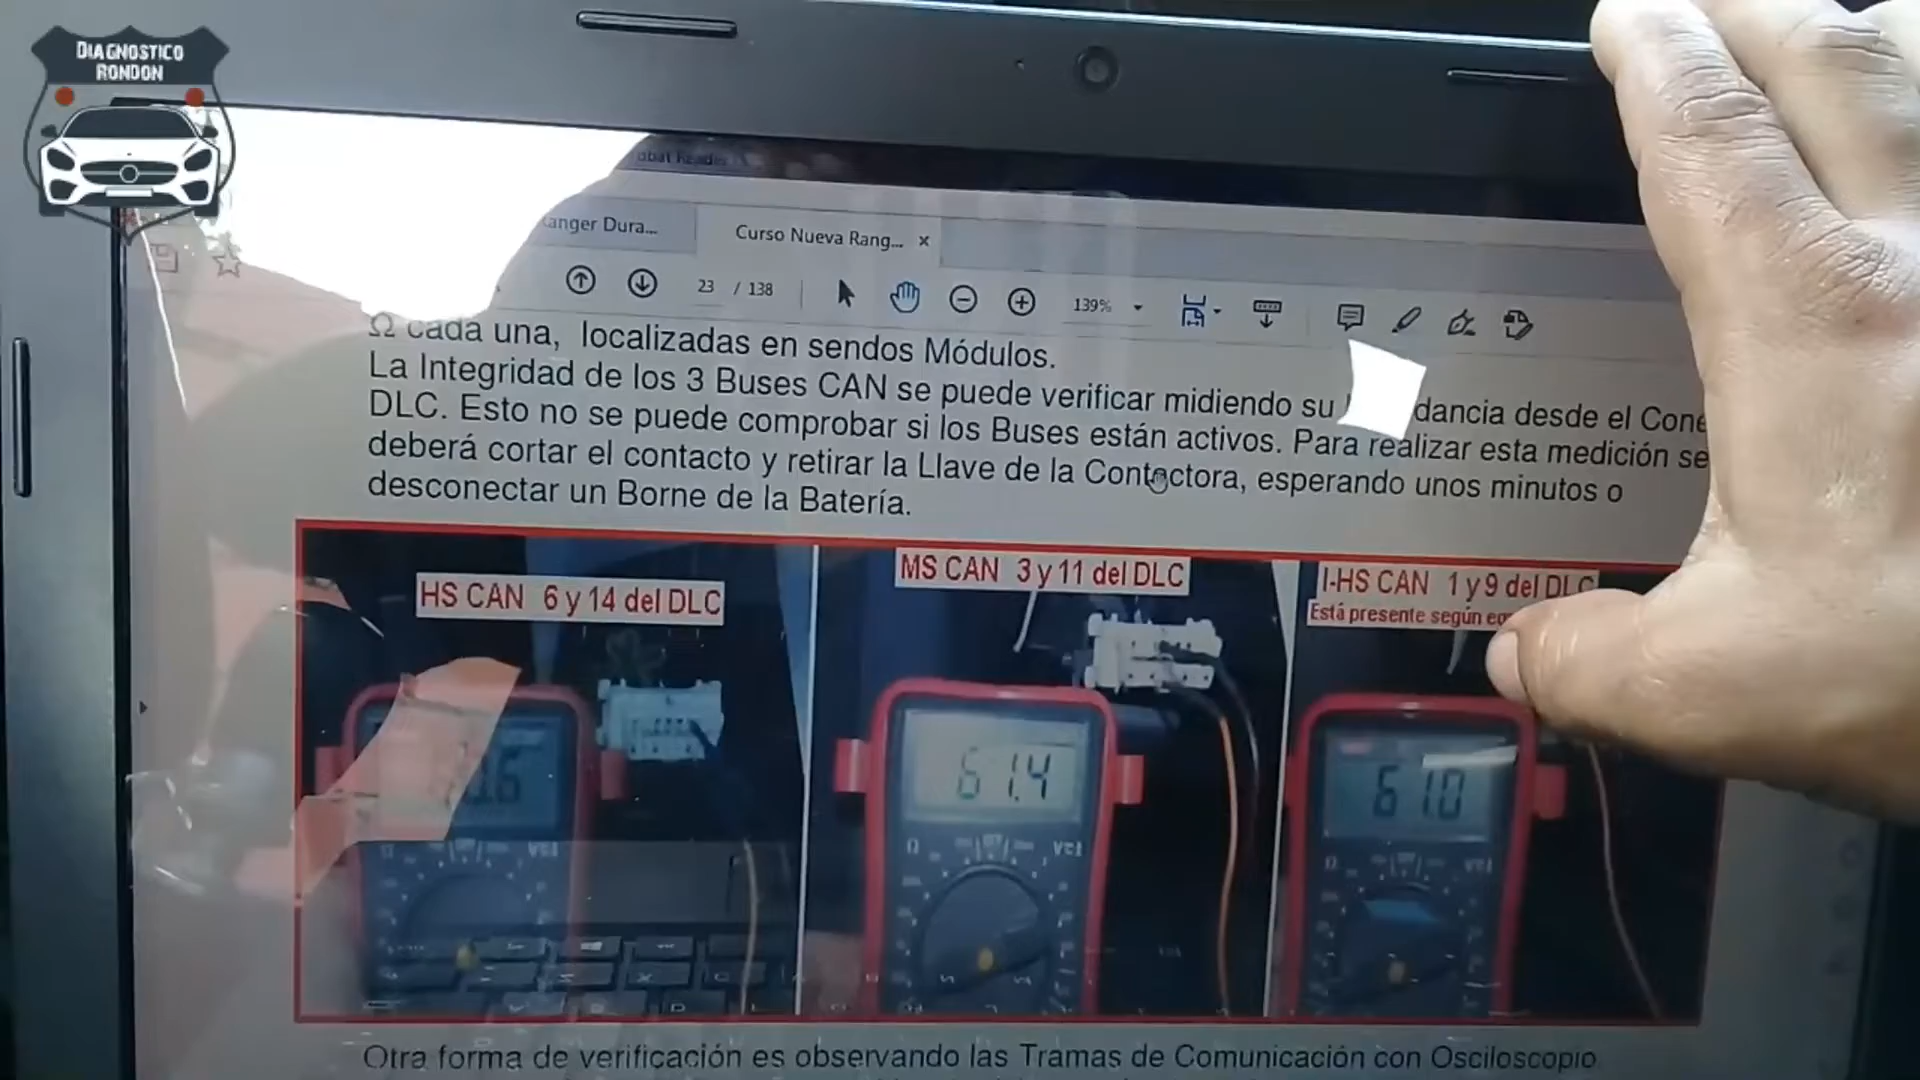 DIAGNOSTICO
RONDON
anger Dura...
Curso Nueva Rang... ×
23 / 138
139%
Ω cada una, localizadas en sendos Módulos.
La Integridad de los 3 Buses CAN se puede verificar midiendo su dancia desde el Cone
DLC. Esto no se puede comprobar si los Buses están activos. Para realizar esta medición se
deberá cortar el contacto y retirar la Llave de la Contactora, esperando unos minutos o
desconectar un Borne de la Batería.
HS CAN 6 y 14 del DLC
MS CAN 3 y 11 del DLC
I-HS CAN 1 y 9 del DLC
Está presente según eq
61.4
61.0
Otra forma de verificación es observando las Tramas de Comunicación con Osciloscopio